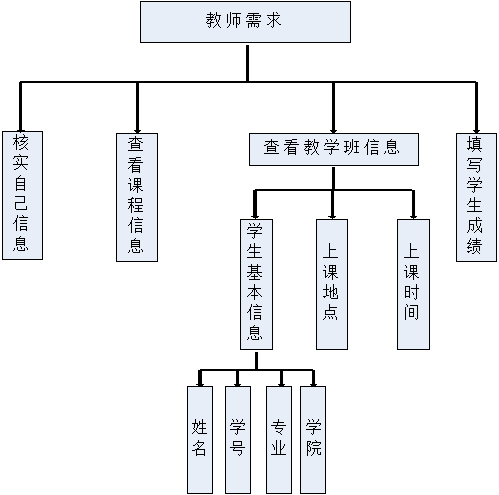 教师需求
核实自己信息
查看课程信息
查看教学班信息
填写学生成绩
学生基本信息
上课地点
上课时间
姓名
学号
专业
学院